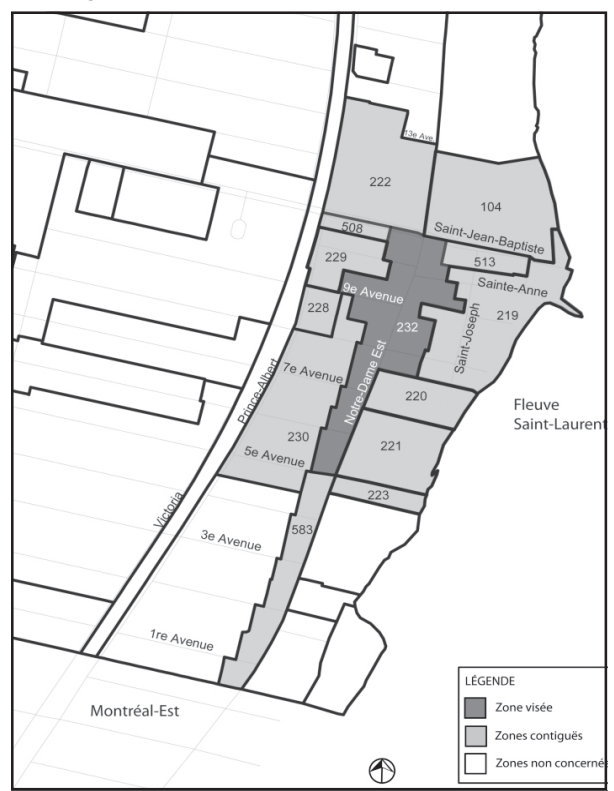 13e Ave
222
104
508
Saint-Jean-Baptiste
229
513
9e Avenue
Sainte-Anne
228
232
219
Saint-Joseph
7e Avenue
Notre-Dame Est
Prince-Albert
220
Fleuve
Saint-Laurent
230
221
5e Avenue
223
Victoria
583
3e Avenue
1re Avenue
Montréal-Est
LÉGENDE
Zone visée
Zones contiguës
Zones non concerné